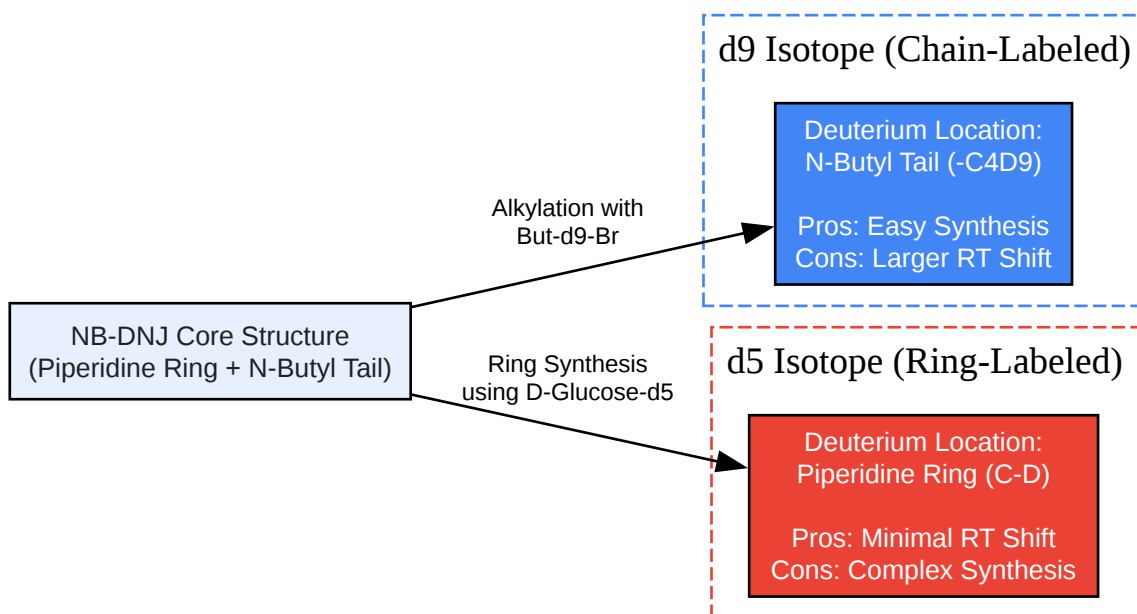 d9 Isotope (Chain-Labeled)
Deuterium Location:
N-Butyl Tail (-C4D9)
Pros: Easy Synthesis
Cons: Larger RT Shift
Alkylation with
But-d9-Br
NB-DNJ Core Structure
(Piperidine Ring + N-Butyl Tail)
Ring Synthesis
using D-Glucose-d5
d5 Isotope (Ring-Labeled)
Deuterium Location:
Piperidine Ring (C-D)
Pros: Minimal RT Shift
Cons: Complex Synthesis